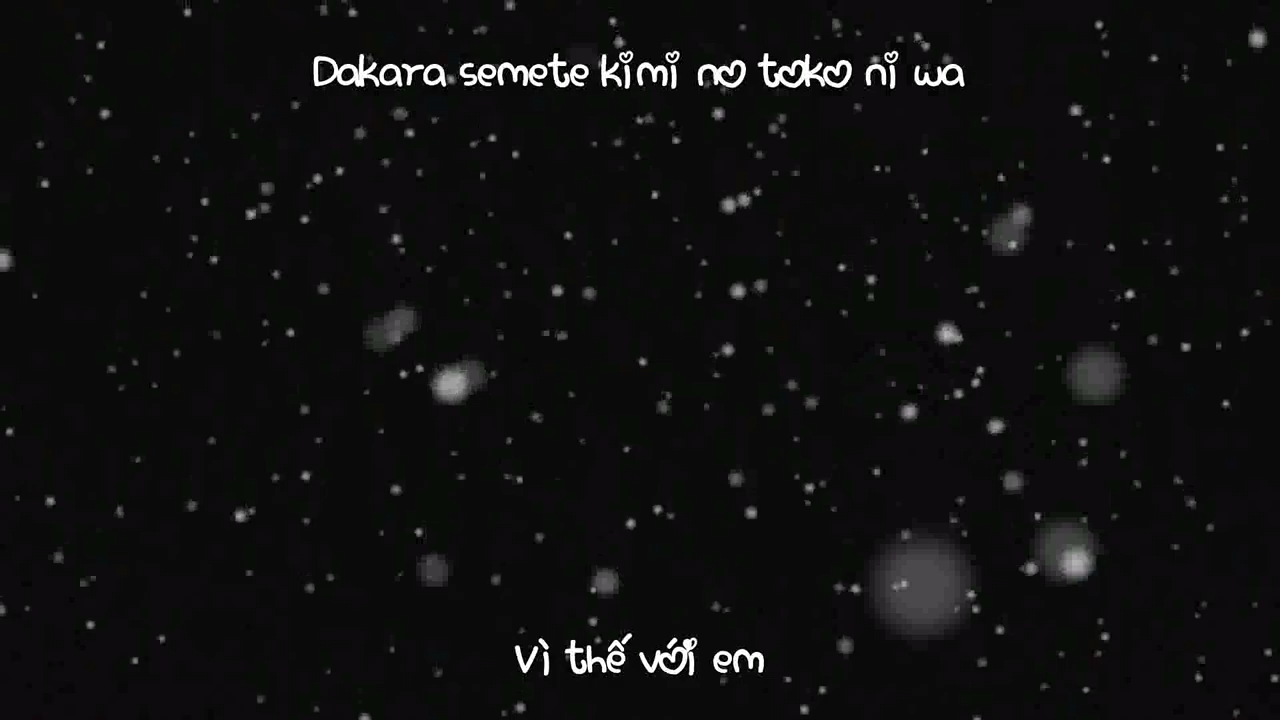 Dakara semete kimi no toko ni wa
Vì thế với em